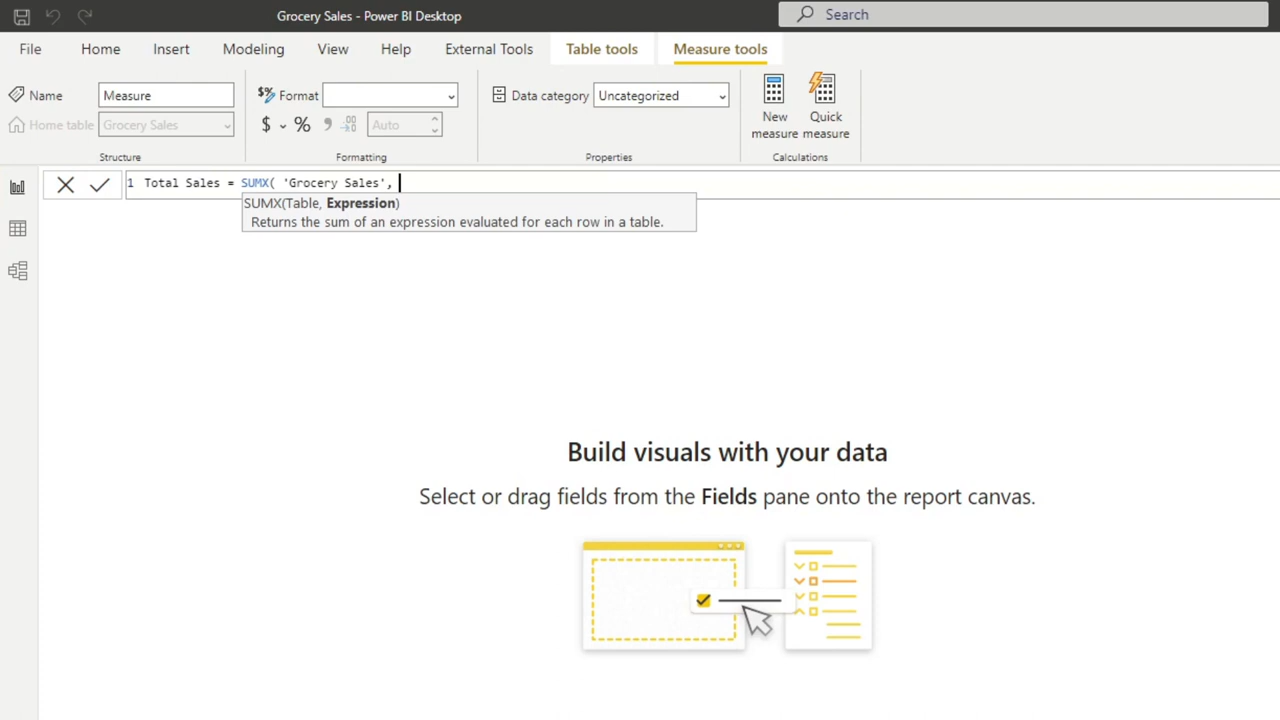 Grocery Sales - Power BI Desktop
Search
File Home Insert Modeling View Help External Tools Table tools Measure tools
Name Measure
Format
Data category Uncategorized
Home table Grocery Sales
$ % , .00 Auto
New measure
Quick measure
Structure Formatting Properties Calculations
1 Total Sales = SUMX( 'Grocery Sales',
SUMX(Table, Expression)
Returns the sum of an expression evaluated for each row in a table.
Build visuals with your data
Select or drag fields from the Fields pane onto the report canvas.